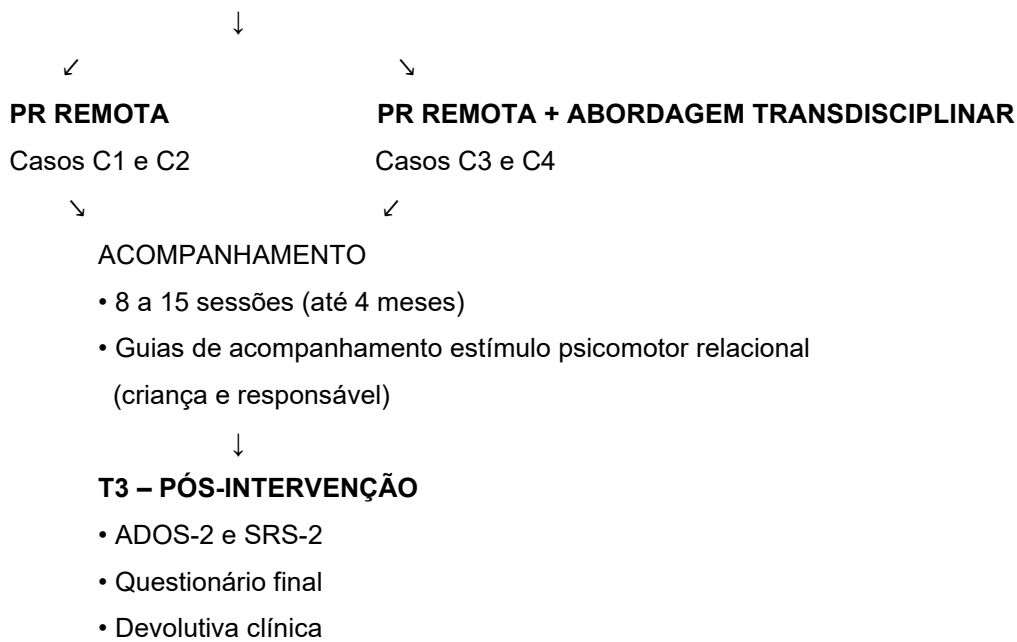 ↓
↙ ↘
PR REMOTA PR REMOTA + ABORDAGEM TRANSDISCIPLINAR
Casos C1 e C2 Casos C3 e C4
↘ ↙
ACOMPANHAMENTO
• 8 a 15 sessões (até 4 meses)
• Guias de acompanhamento estímulo psicomotor relacional
(criança e responsável)
↓
T3 – PÓS-INTERVENÇÃO
• ADOS-2 e SRS-2
• Questionário final
• Devolutiva clínica